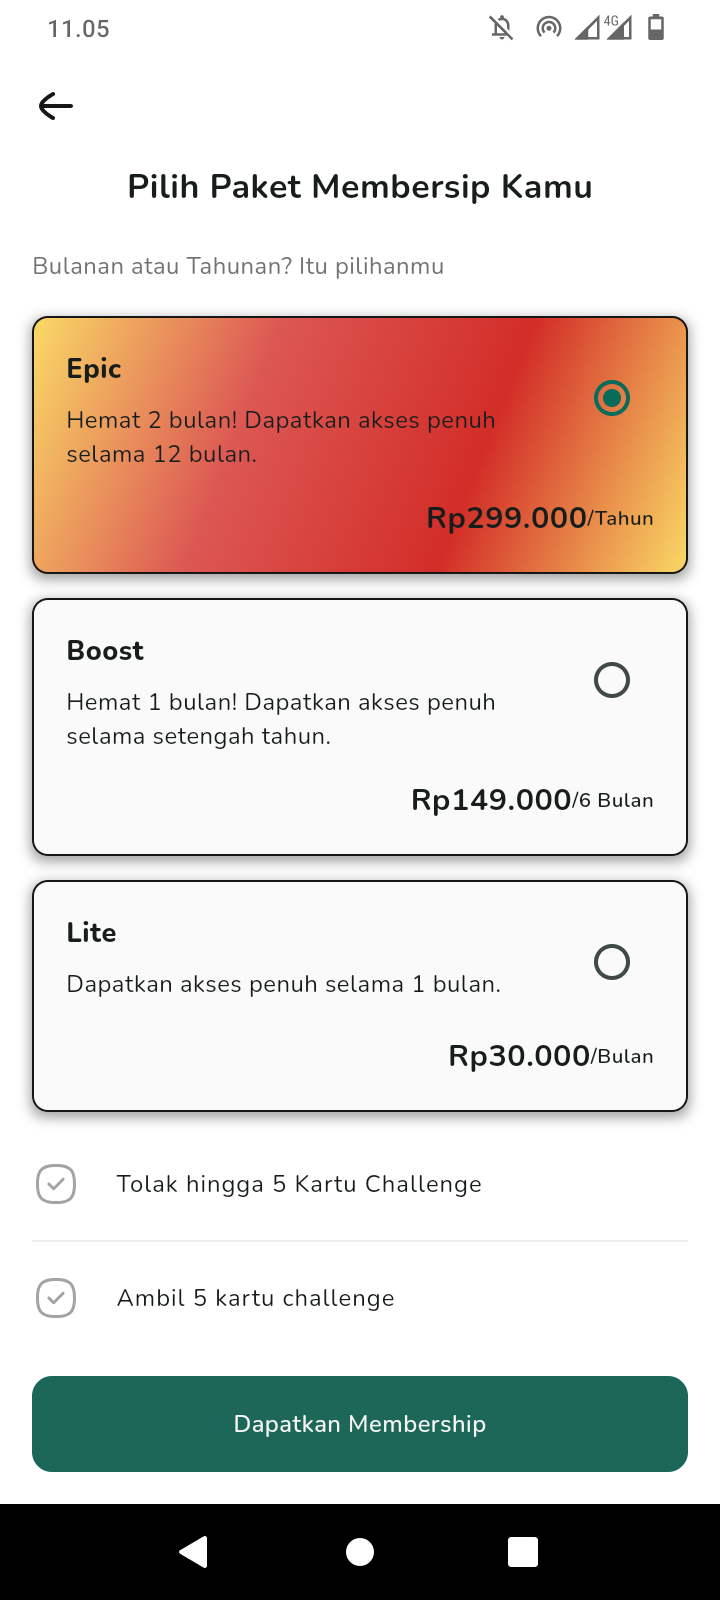 11.05
4G
Pilih Paket Membersip Kamu
Bulanan atau Tahunan? Itu pilihanmu
Epic
Hemat 2 bulan! Dapatkan akses penuh
selama 12 bulan.
Rp299.000/Tahun
Boost
Hemat 1 bulan! Dapatkan akses penuh
selama setengah tahun.
Rp149.000/6 Bulan
Lite
Dapatkan akses penuh selama 1 bulan.
Rp30.000/Bulan
Tolak hingga 5 Kartu Challenge
Ambil 5 kartu challenge
Dapatkan Membership